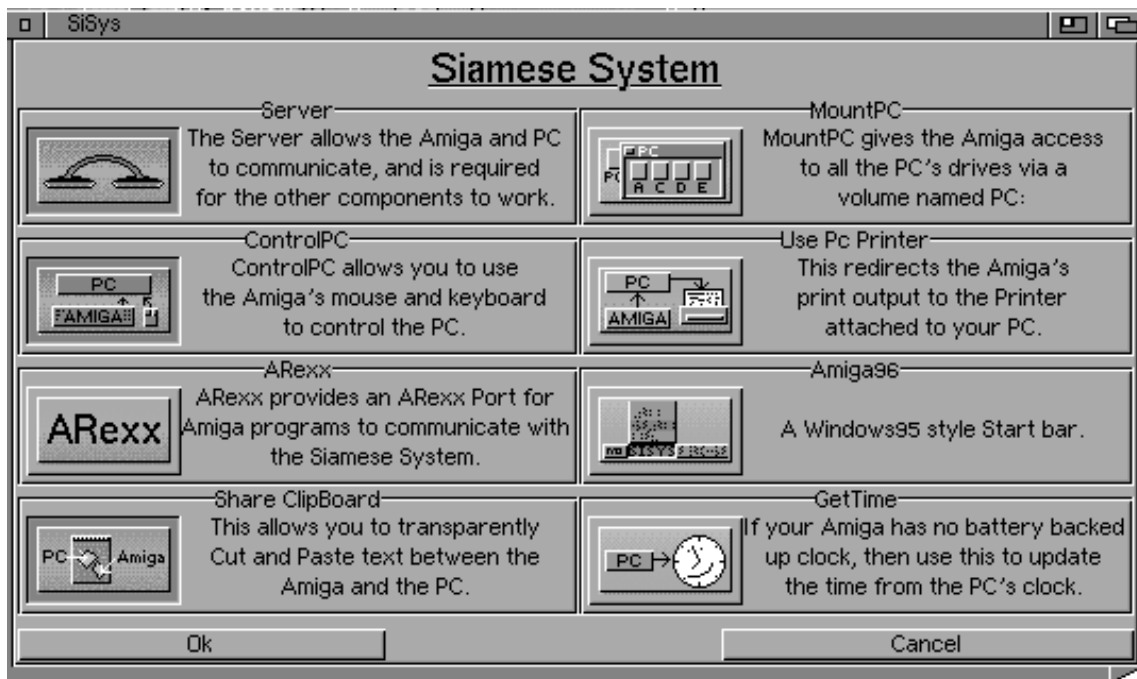 SiSys
Siamese System
Server
The Server allows the Amiga and PC
to communicate, and is required
for the other components to work.
MountPC
PC
A C D E
MountPC gives the Amiga access
to all the PC's drives via a
volume named PC:
ControlPC
PC
AMIGA
ControlPC allows you to use
the Amiga's mouse and keyboard
to control the PC.
Use Pc Printer
PC
AMIGA
This redirects the Amiga's
print output to the Printer
attached to your PC.
ARexx
ARexx
ARexx provides an ARexx Port for
Amiga programs to communicate with
the Siamese System.
Amiga96
SISYS
A Windows95 style Start bar.
Share ClipBoard
PC Amiga
This allows you to transparently
Cut and Paste text between the
Amiga and the PC.
GetTime
PC
If your Amiga has no battery backed
up clock, then use this to update
the time from the PC's clock.
Ok
Cancel